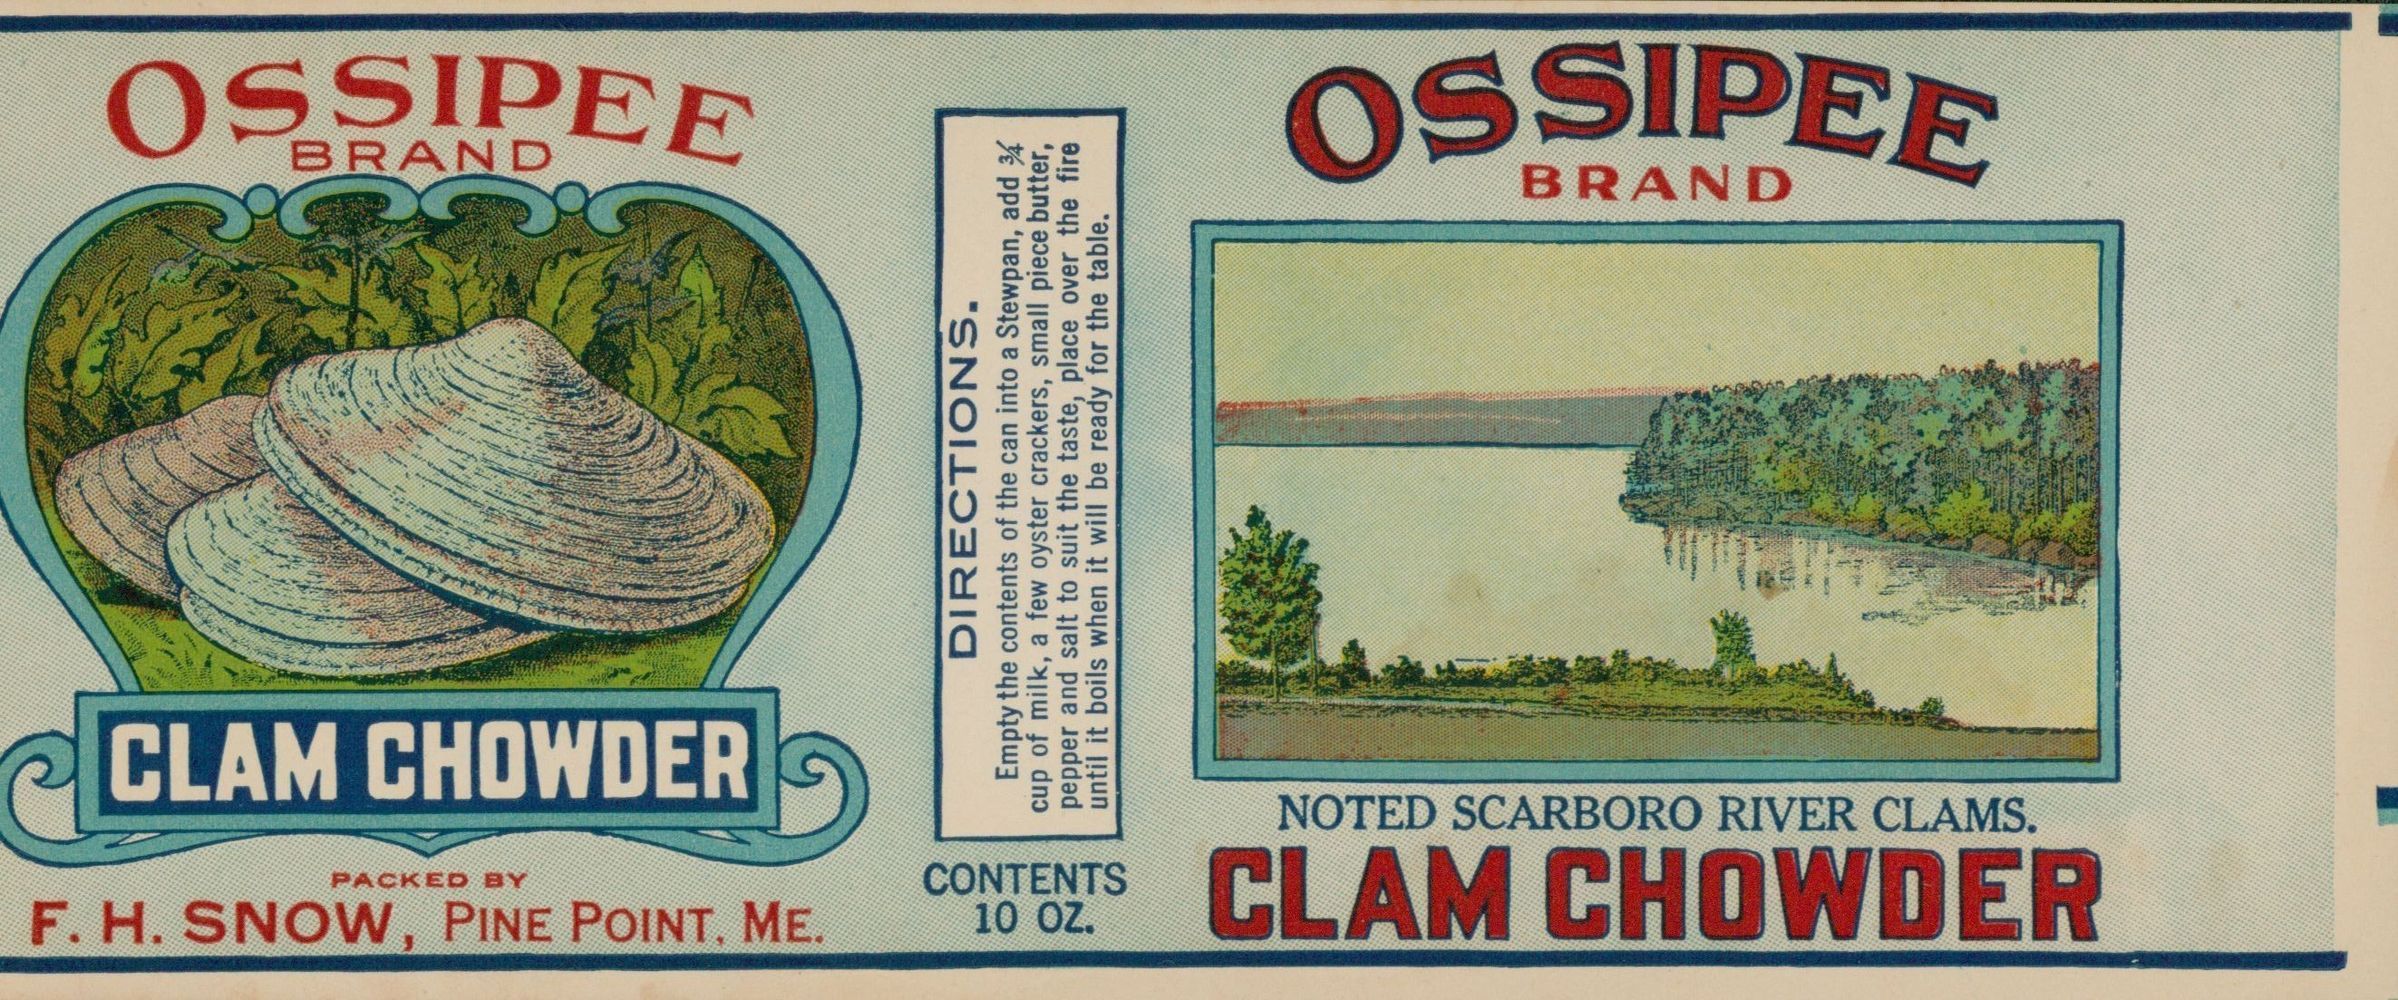 OSSIPEE
BRAND
CLAM CHOWDER
PACKED BY
F. H. SNOW, PINE POINT, ME.
DIRECTIONS.
Empty the contents of the can into a Stewpan, add ¾
cup of milk, a few oyster crackers, small piece butter,
pepper and salt to suit the taste, place over the fire
until it boils when it will be ready for the table.
CONTENTS
10 OZ.
OSSIPEE
BRAND
NOTED SCARBORO RIVER CLAMS.
CLAM CHOWDER